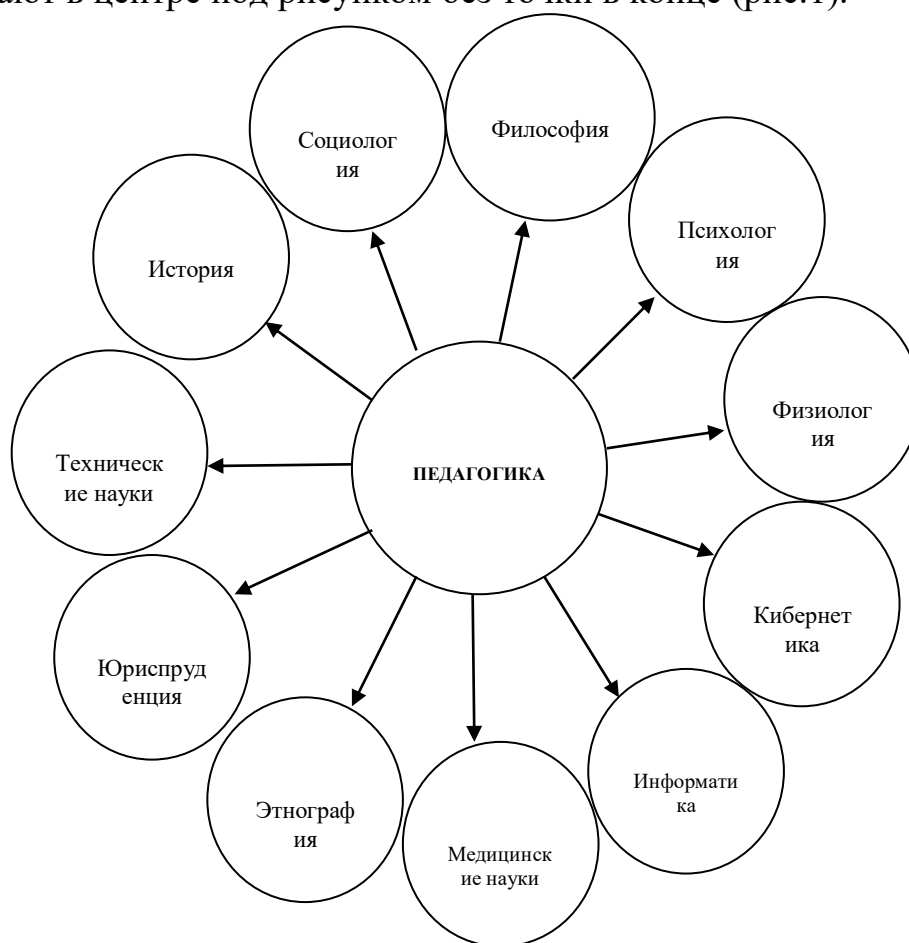 ают в центре под рисунком без точки в конце (рис.1).
Философия
Социолог
ия
Психолог
ия
История
Физиолог
ия
Техническ
ие науки
ПЕДАГОГИКА
Кибернет
ика
Юриспруд
енция
Информати
ка
Этнограф
ия
Медицинск
ие науки